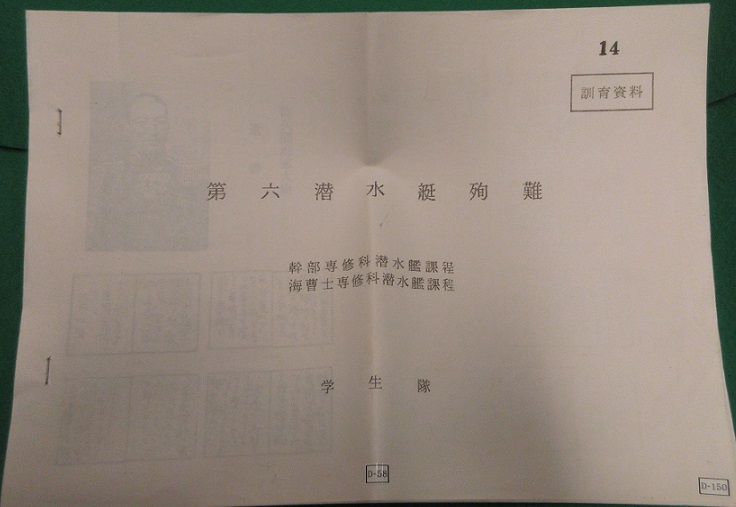 14
訓育資料
第六潜水艇殉難
幹部専修科潜水艦課程
海曹士専修科潜水艦課程
学生隊
D-58
D-150